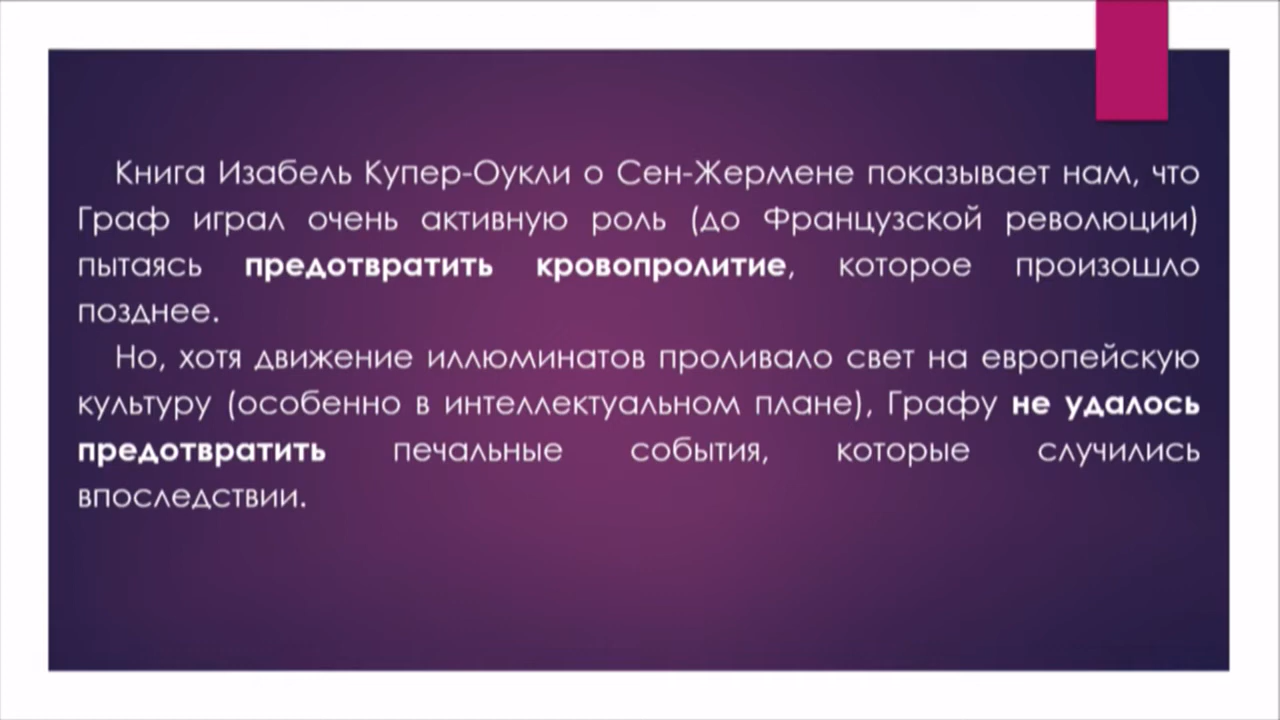 Книга Изабель Купер-Оукли о Сен-Жермене показывает нам, что
Граф играл очень активную роль (до Французской революции)
пытаясь предотвратить кровопролитие, которое произошло
позднее.
Но, хотя движение иллюминатов проливало свет на европейскую
культуру (особенно в интеллектуальном плане), Графу не удалось
предотвратить печальные события, которые случились
впоследствии.